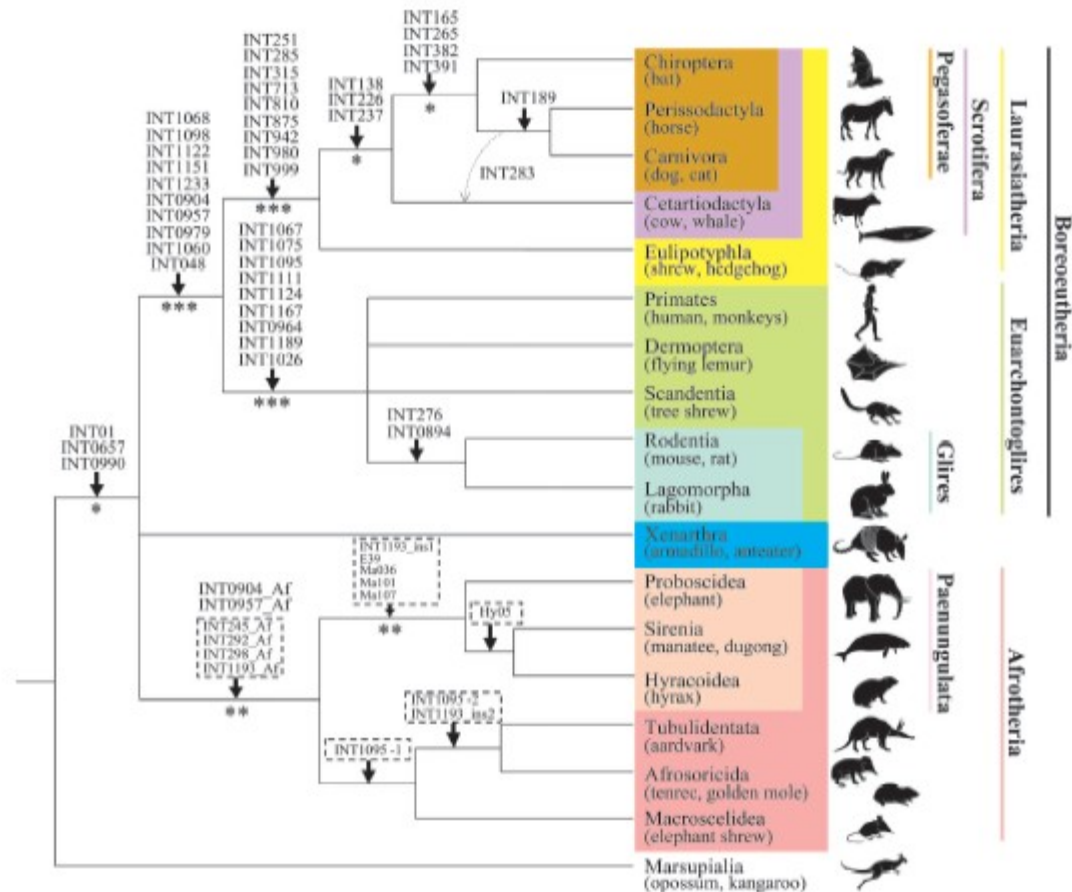 INT165
INT265
INT382
INT391
*
INT251
INT285
INT315
INT713
INT810
INT875
INT942
INT980
INT999
***
INT138
INT226
INT237
*
INT189
INT283
INT1068
INT1098
INT1122
INT1151
INT1233
INT0904
INT0957
INT0979
INT1060
INT048
***
INT1067
INT1075
INT1095
INT1111
INT1124
INT1167
INT0964
INT1189
INT1026
***
INT276
INT0894
INT01
INT0657
INT0990
*
INT1193_ins1
E39
Ma036
Ma101
Ma107
**
Hy05
INT0904_Af
INT0957_Af
INT245_Af
INT292_Af
INT298_Af
INT1193_Af
**
INT1095 -2
INT1193_ins2
INT1095 -1
Chiroptera
(bat)
Perissodactyla
(horse)
Carnivora
(dog, cat)
Cetartiodactyla
(cow, whale)
Eulipotyphla
(shrew, hedgehog)
Primates
(human, monkeys)
Dermoptera
(flying lemur)
Scandentia
(tree shrew)
Rodentia
(mouse, rat)
Lagomorpha
(rabbit)
Xenarthra
(armadillo, anteater)
Proboscidea
(elephant)
Sirenia
(manatee, dugong)
Hyracoidea
(hyrax)
Tubulidentata
(aardvark)
Afrosoricida
(tenrec, golden mole)
Macroscelidea
(elephant shrew)
Marsupialia
(opossum, kangaroo)
Pegasoferae
Scrotifera
Laurasiatheria
Boreoeutheria
Euarchontoglires
Glires
Paenungulata
Afrotheria